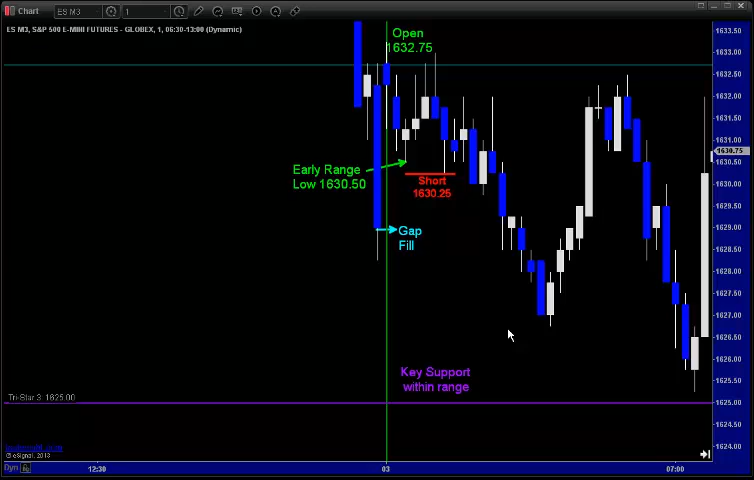 Chart
ES M3
1
ES M3, S&P 500 E-MINI FUTURES - GLOBEX, 1, 06:30-13:00 (Dynamic)
Open
1632.75
Early Range
Low 1630.50
Short
1630.25
Gap
Fill
Key Support
within range
Tri-Star 3: 1625.00
© eSignal, 2013
Dyn
12:30
03
07:00
1633.50
1633.00
1632.50
1632.00
1631.50
1631.00
1630.75
1630.50
1630.00
1629.50
1629.00
1628.50
1628.00
1627.50
1627.00
1626.50
1626.00
1625.50
1625.00
1624.50
1624.00